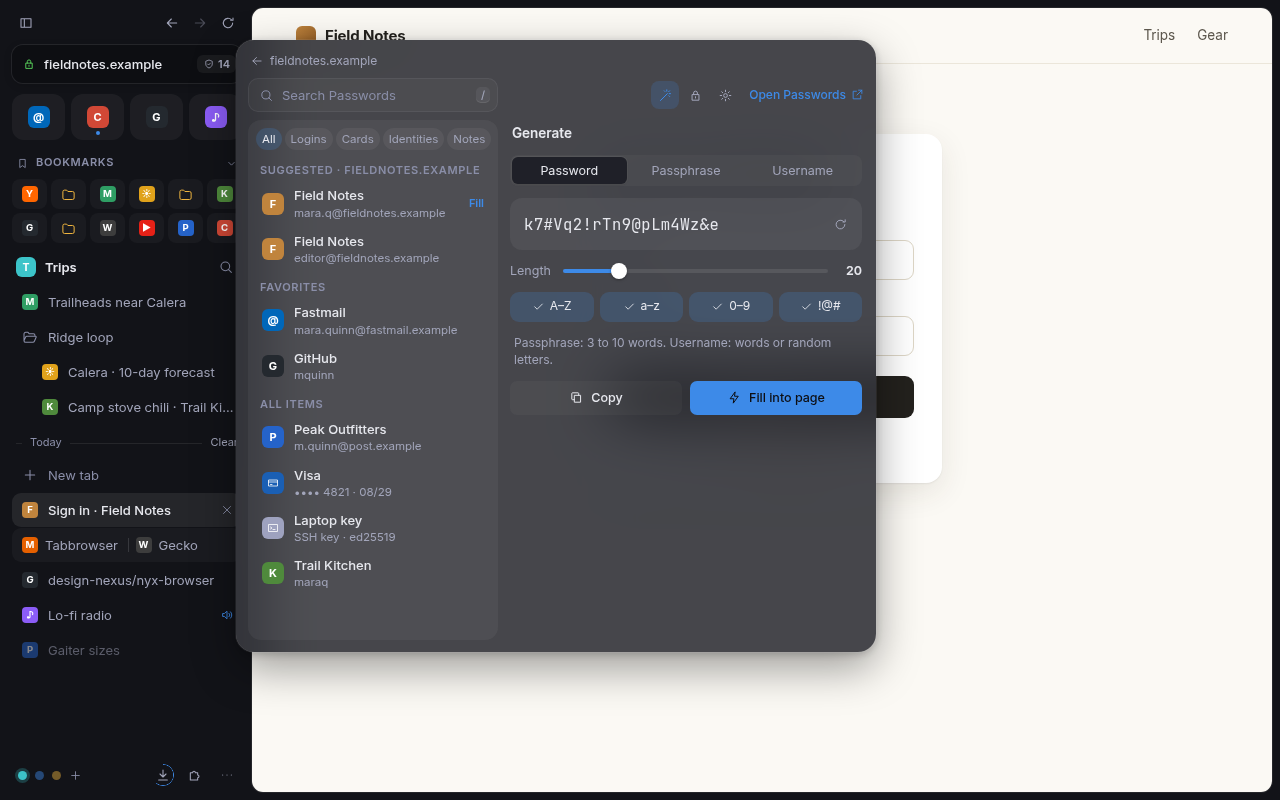 fieldnotes.example
14
@
C
G
BOOKMARKS
Y
M
K
G
W
P
C
T Trips
M Trailheads near Calera
Ridge loop
Calera · 10-day forecast
K Camp stove chili · Trail Ki...
Today
Clear
New tab
F Sign in · Field Notes
M Tabbrowser
W Gecko
G design-nexus/nyx-browser
Lo-fi radio
P Gaiter sizes
Field Notes
Trips
Gear
fieldnotes.example
Search Passwords
/
Open Passwords
All
Logins
Cards
Identities
Notes
SUGGESTED · FIELDNOTES.EXAMPLE
F Field Notes
mara.q@fieldnotes.example
Fill
F Field Notes
editor@fieldnotes.example
FAVORITES
@ Fastmail
mara.quinn@fastmail.example
G GitHub
mquinn
ALL ITEMS
P Peak Outfitters
m.quinn@post.example
Visa
•••• 4821 · 08/29
Laptop key
SSH key · ed25519
K Trail Kitchen
maraq
Generate
Password
Passphrase
Username
k7#Vq2!rTn9@pLm4Wz&e
Length
20
A–Z
a–z
0–9
!@#
Passphrase: 3 to 10 words. Username: words or random
letters.
Copy
Fill into page